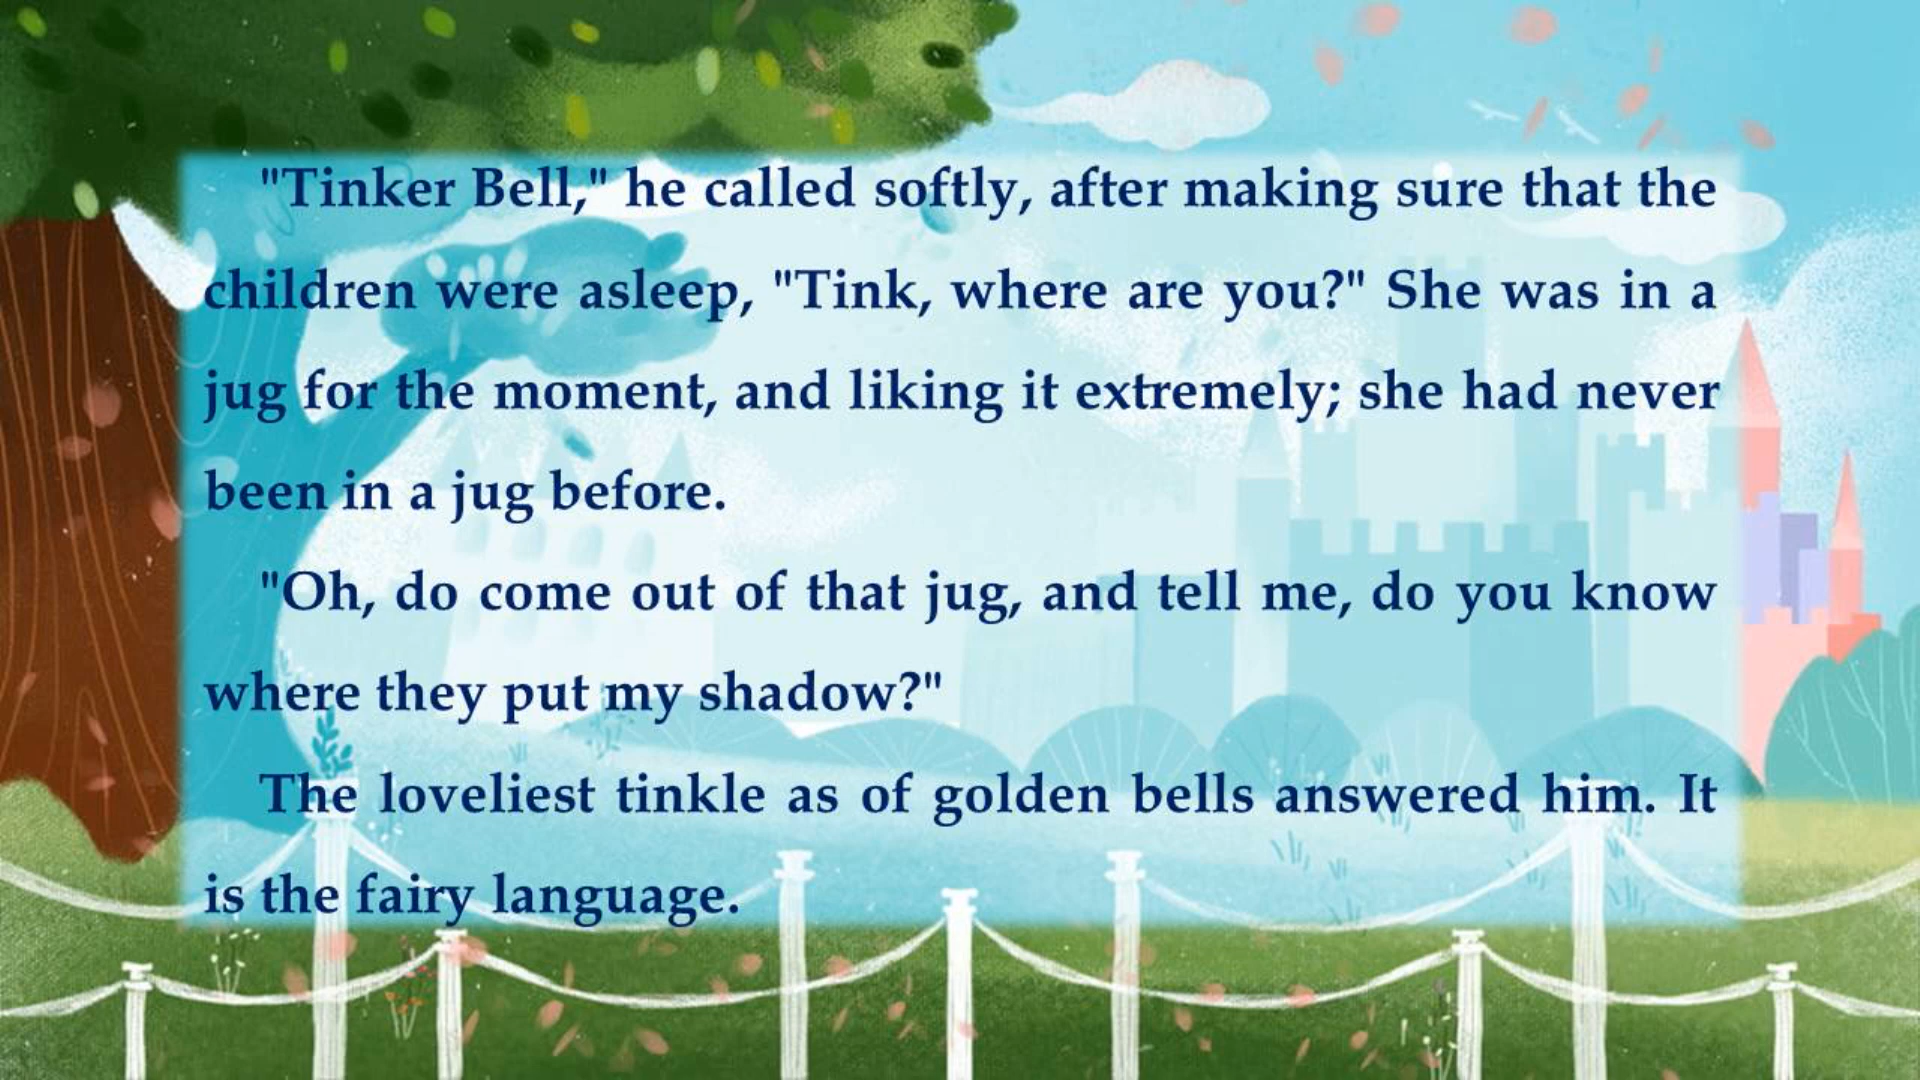 "Tinker Bell," he called softly, after making sure that the
children were asleep, "Tink, where are you?" She was in a
jug for the moment, and liking it extremely; she had never
been in a jug before.
"Oh, do come out of that jug, and tell me, do you know
where they put my shadow?"
The loveliest tinkle as of golden bells answered him. It
is the fairy language.